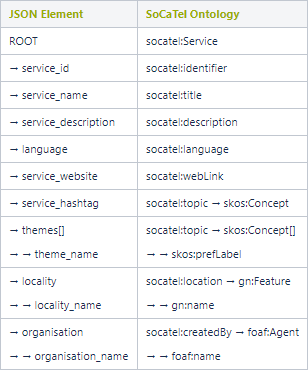 JSON Element SoCaTel Ontology
ROOT socatel:Service
→ service_id socatel:identifier
→ service_name socatel:title
→ service_description socatel:description
→ language socatel:language
→ service_website socatel:webLink
→ service_hashtag socatel:topic → skos:Concept
→ themes[] socatel:topic → skos:Concept[]
→ → theme_name → → skos:prefLabel
→ locality socatel:location → gn:Feature
→ → locality_name → → gn:name
→ organisation socatel:createdBy → foaf:Agent
→ → organisation_name → → foaf:name